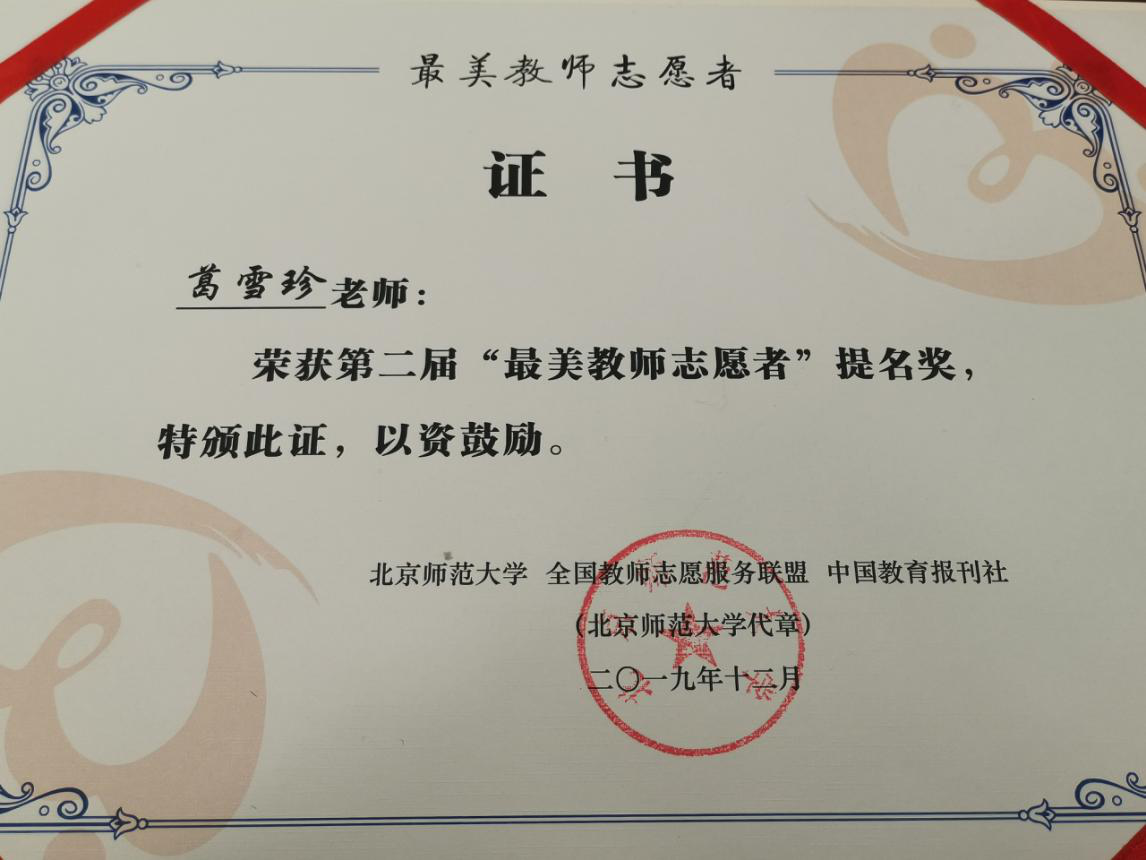 最美教师志愿者
证 书
葛雪珍老师：
荣获第二届“最美教师志愿者”提名奖，
特颁此证，以资鼓励。
北京师范大学 全国教师志愿服务联盟 中国教育报刊社
(北京师范大学代章)
二〇一九年十二月